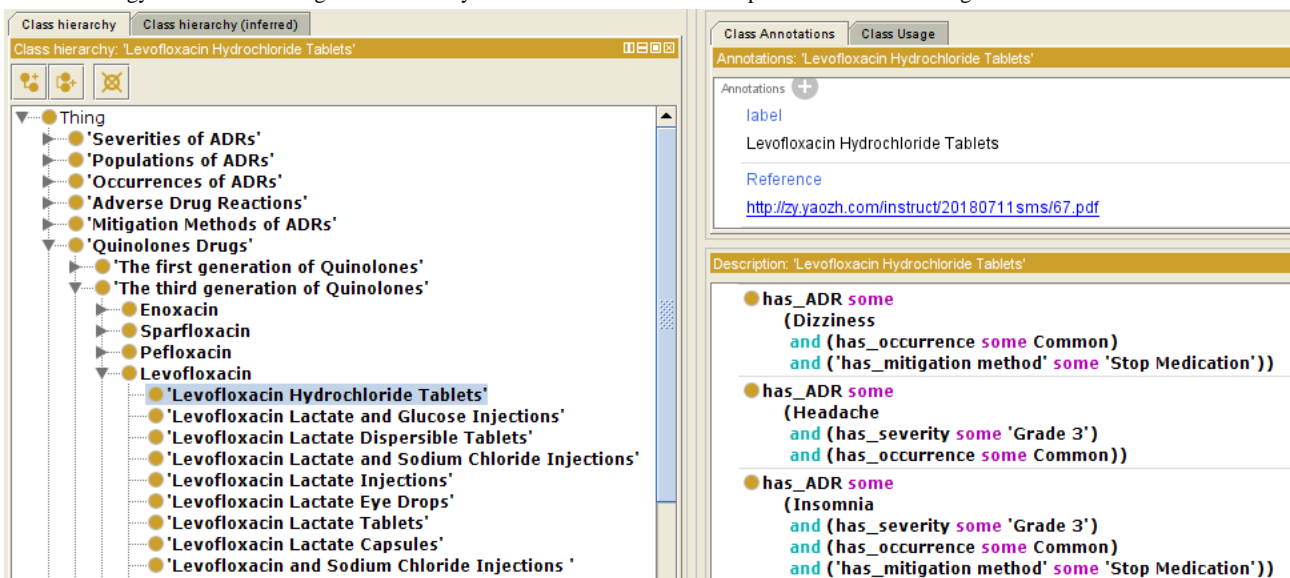 Class hierarchy Class hierarchy (inferred)
Class hierarchy: 'Levofloxacin Hydrochloride Tablets'
Thing
'Severities of ADRs'
'Populations of ADRs'
'Occurrences of ADRs'
'Adverse Drug Reactions'
'Mitigation Methods of ADRs'
'Quinolones Drugs'
'The first generation of Quinolones'
'The third generation of Quinolones'
Enoxacin
Sparfloxacin
Pefloxacin
Levofloxacin
'Levofloxacin Hydrochloride Tablets'
'Levofloxacin Lactate and Glucose Injections'
'Levofloxacin Lactate Dispersible Tablets'
'Levofloxacin Lactate and Sodium Chloride Injections'
'Levofloxacin Lactate Injections'
'Levofloxacin Lactate Eye Drops'
'Levofloxacin Lactate Tablets'
'Levofloxacin Lactate Capsules'
'Levofloxacin and Sodium Chloride Injections '
Class Annotations Class Usage
Annotations: 'Levofloxacin Hydrochloride Tablets'
Annotations
label
Levofloxacin Hydrochloride Tablets
Reference
http://zy.yaozh.com/instruct/20180711sms/67.pdf
Description: 'Levofloxacin Hydrochloride Tablets'
has_ADR some
(Dizziness
and (has_occurrence some Common)
and ('has_mitigation method' some 'Stop Medication'))
has_ADR some
(Headache
and (has_severity some 'Grade 3')
and (has_occurrence some Common))
has_ADR some
(Insomnia
and (has_severity some 'Grade 3')
and (has_occurrence some Common)
and ('has_mitigation method' some 'Stop Medication'))